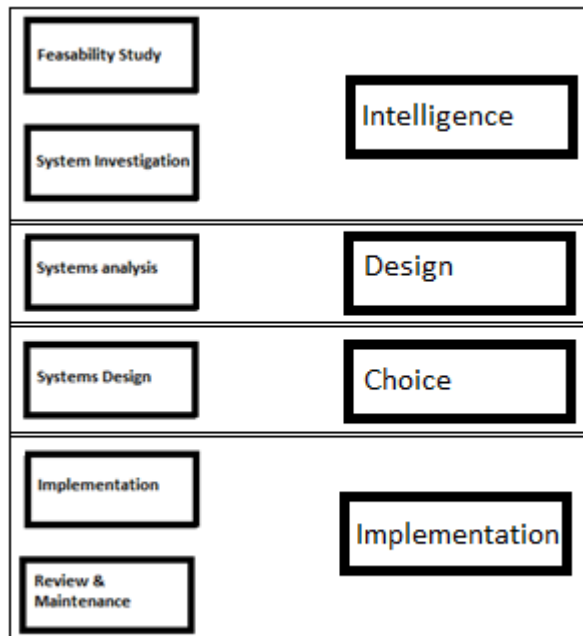 Feasability Study
Intelligence
System Investigation
Systems analysis
Design
Systems Design
Choice
Implementation
Implementation
Review &
Maintenance